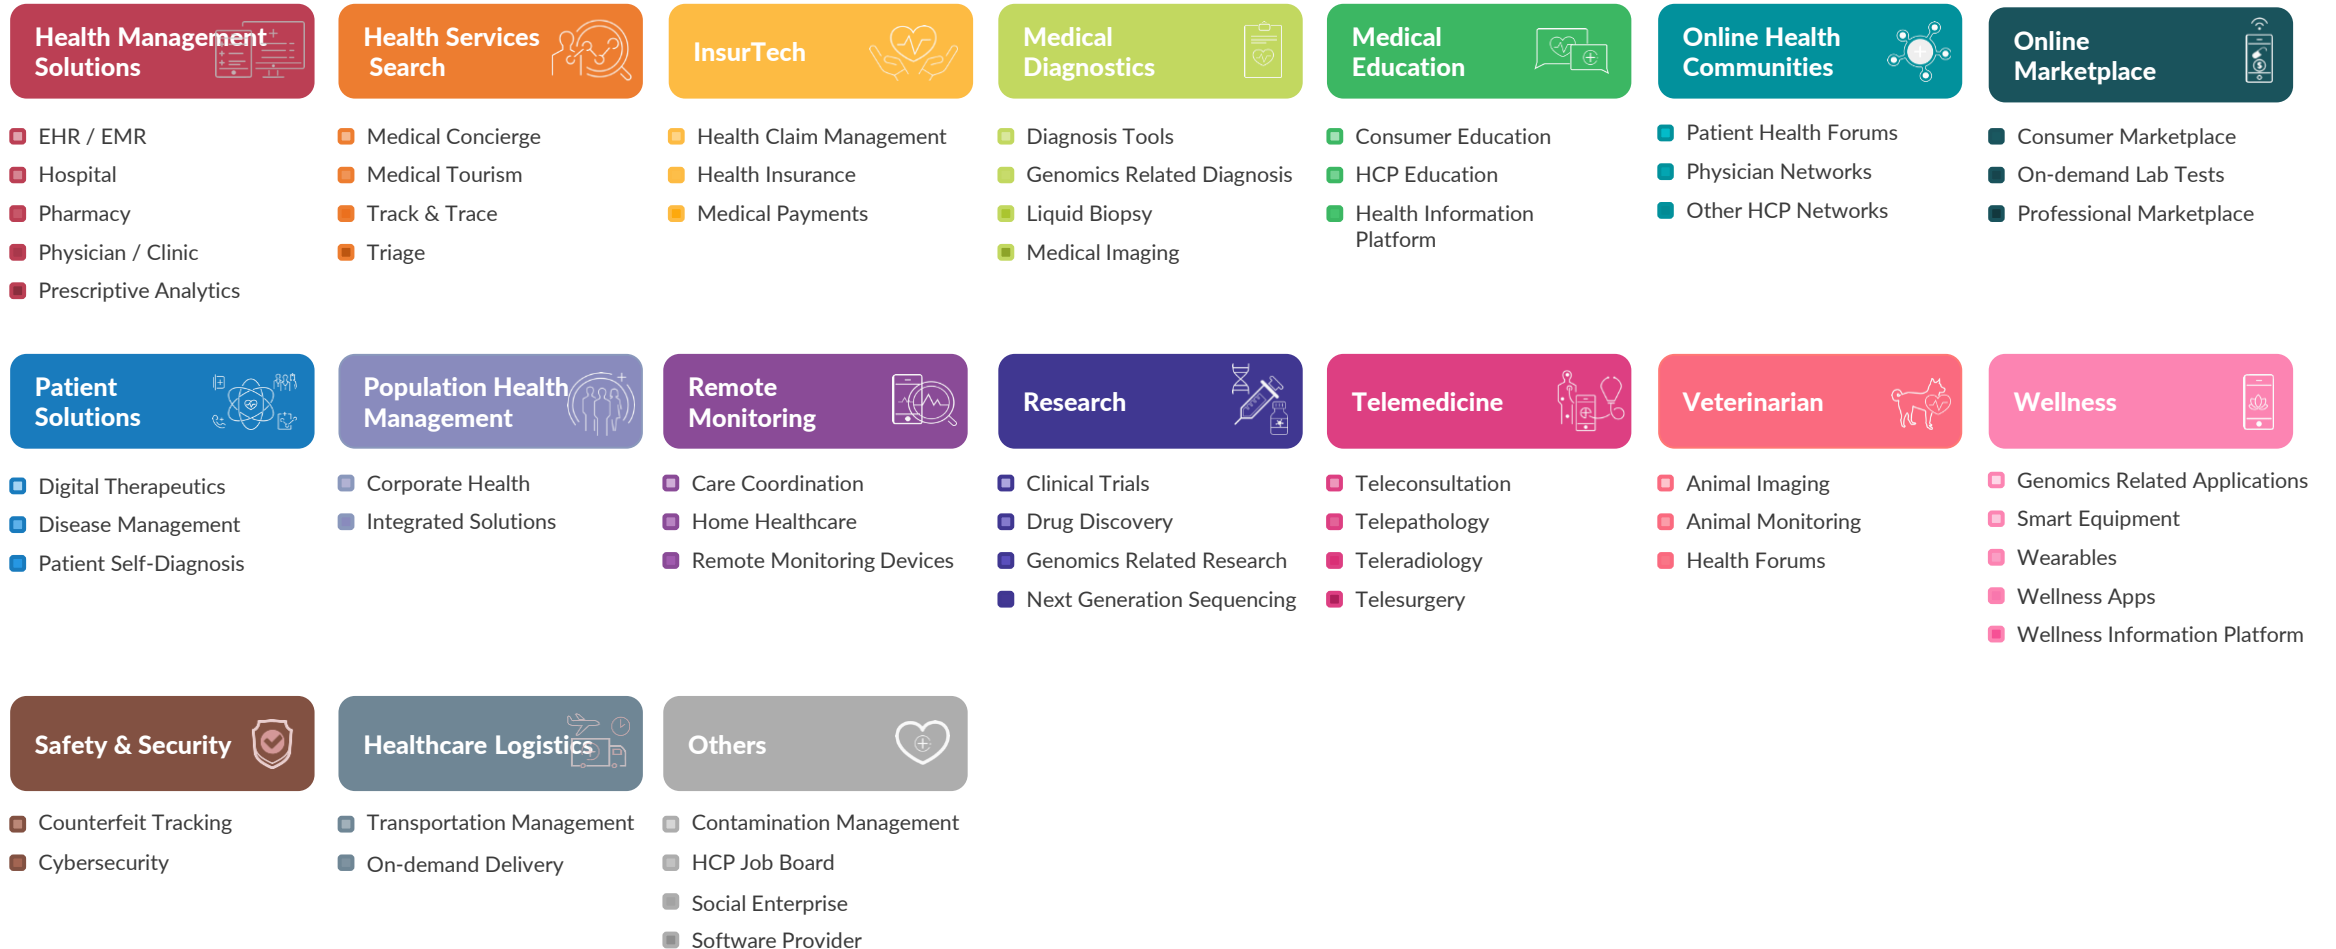 Health Management
Solutions
EHR / EMR
Hospital
Pharmacy
Physician / Clinic
Prescriptive Analytics
Health Services
Search
Medical Concierge
Medical Tourism
Track & Trace
Triage
InsurTech
Health Claim Management
Health Insurance
Medical Payments
Medical
Diagnostics
Diagnosis Tools
Genomics Related Diagnosis
Liquid Biopsy
Medical Imaging
Medical
Education
Consumer Education
HCP Education
Health Information
Platform
Online Health
Communities
Patient Health Forums
Physician Networks
Other HCP Networks
Online
Marketplace
Consumer Marketplace
On-demand Lab Tests
Professional Marketplace
Patient
Solutions
Digital Therapeutics
Disease Management
Patient Self-Diagnosis
Population Health
Management
Corporate Health
Integrated Solutions
Remote
Monitoring
Care Coordination
Home Healthcare
Remote Monitoring Devices
Research
Clinical Trials
Drug Discovery
Genomics Related Research
Next Generation Sequencing
Telemedicine
Teleconsultation
Telepathology
Teleradiology
Telesurgery
Veterinarian
Animal Imaging
Animal Monitoring
Health Forums
Wellness
Genomics Related Applications
Smart Equipment
Wearables
Wellness Apps
Wellness Information Platform
Safety & Security
Counterfeit Tracking
Cybersecurity
Healthcare Logistics
Transportation Management
On-demand Delivery
Others
Contamination Management
HCP Job Board
Social Enterprise
Software Provider